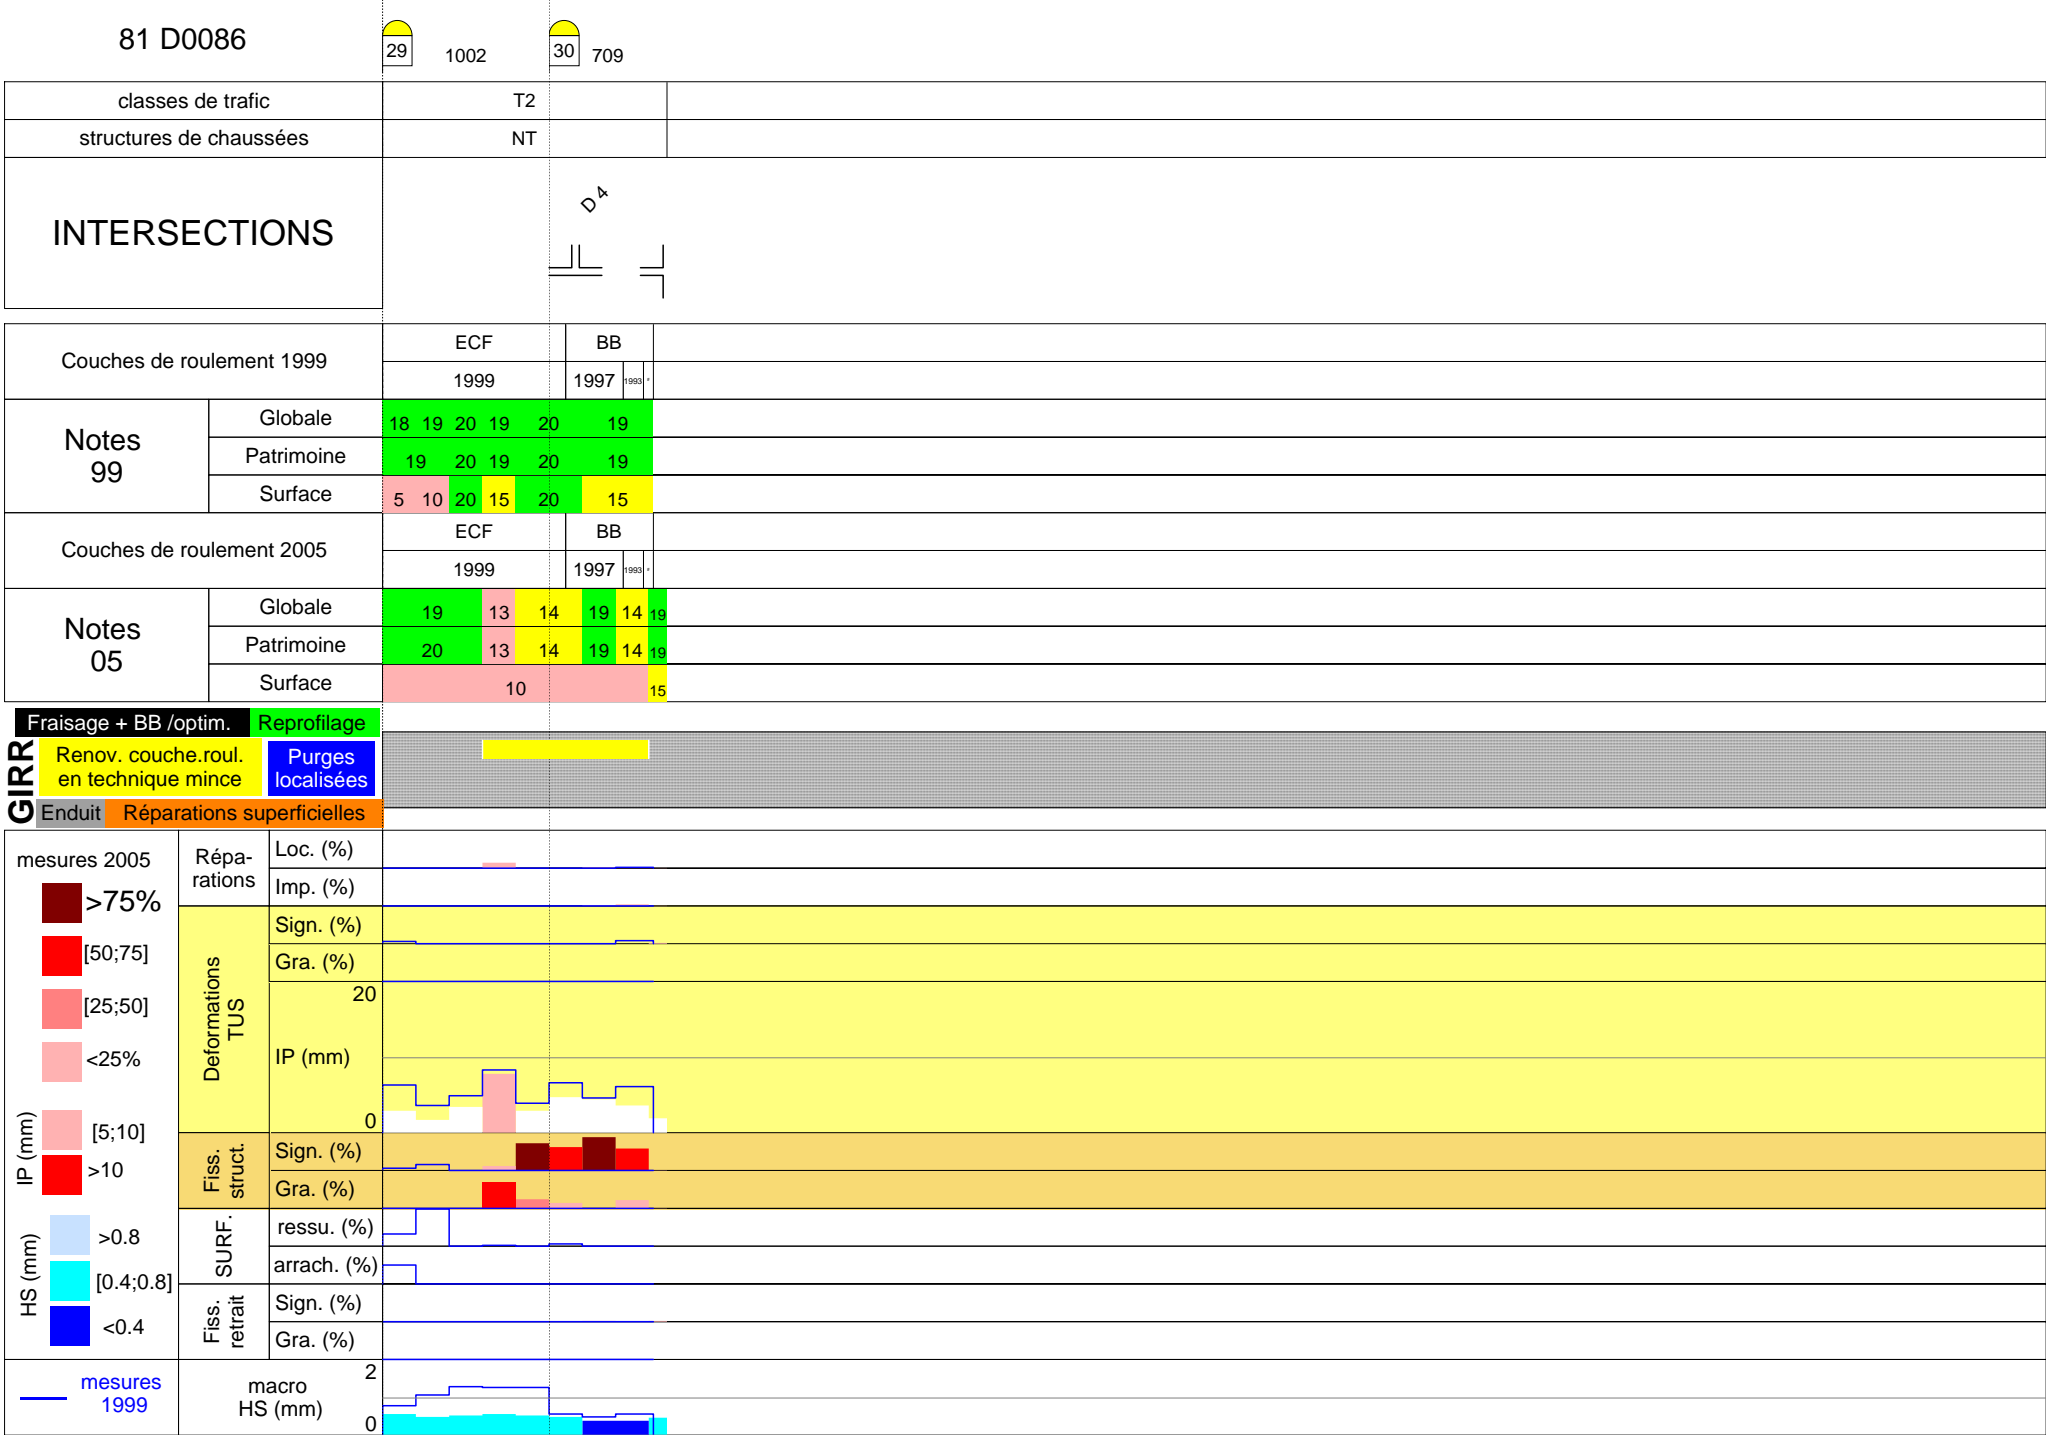 81 D0086
29 1002 30 709
classes de trafic T2
structures de chaussées NT
INTERSECTIONS
D 4
Couches de roulement 1999
ECF BB
1999 1997 1993
Notes 99
Globale 18 19 20 19 20 19
Patrimoine 19 20 19 20 19
Surface 5 10 20 15 20 15
Couches de roulement 2005
ECF BB
1999 1997 1993
Notes 05
Globale 19 13 14 19 14 19
Patrimoine 20 13 14 19 14 19
Surface 10 15
GIRR
Fraisage + BB /optim. Reprofilage
Renov. couche.roul.
en technique mince
Purges
localisées
Enduit Réparations superficielles
mesures 2005
>75%
[50;75]
[25;50]
<25%
IP (mm)
[5;10]
>10
HS (mm)
>0.8
[0.4;0.8]
<0.4
mesures
1999
Répa-
rations
Loc. (%)
Imp. (%)
Deformations
TUS
Sign. (%)
Gra. (%)
20
IP (mm)
0
Fiss.
struct.
Sign. (%)
Gra. (%)
SURF.
ressu. (%)
arrach. (%)
Fiss.
retrait
Sign. (%)
Gra. (%)
macro
HS (mm)
2
0